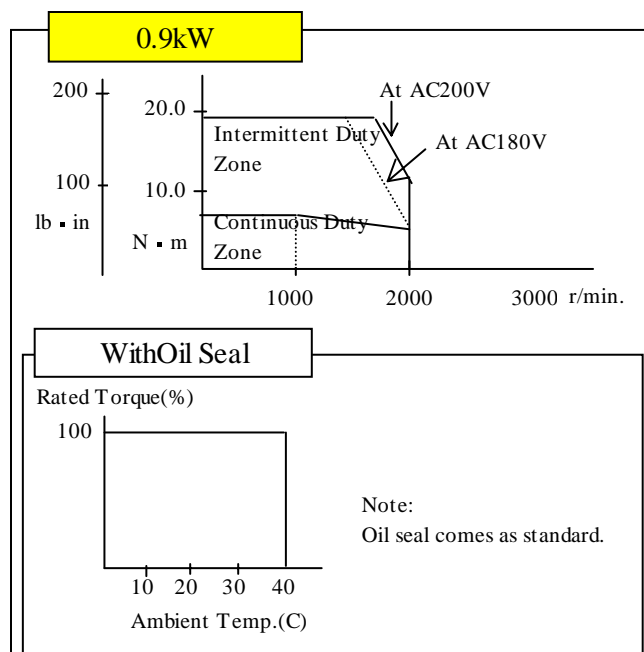 0.9kW
200
100
lb ▪ in
20.0
10.0
N ▪ m
At AC200V
At AC180V
Intermittent Duty
Zone
Continuous Duty
Zone
1000 2000 3000 r/min.
WithOil Seal
Rated Torque(%)
100
10 20 30 40
Ambient Temp.(C)
Note:
Oil seal comes as standard.